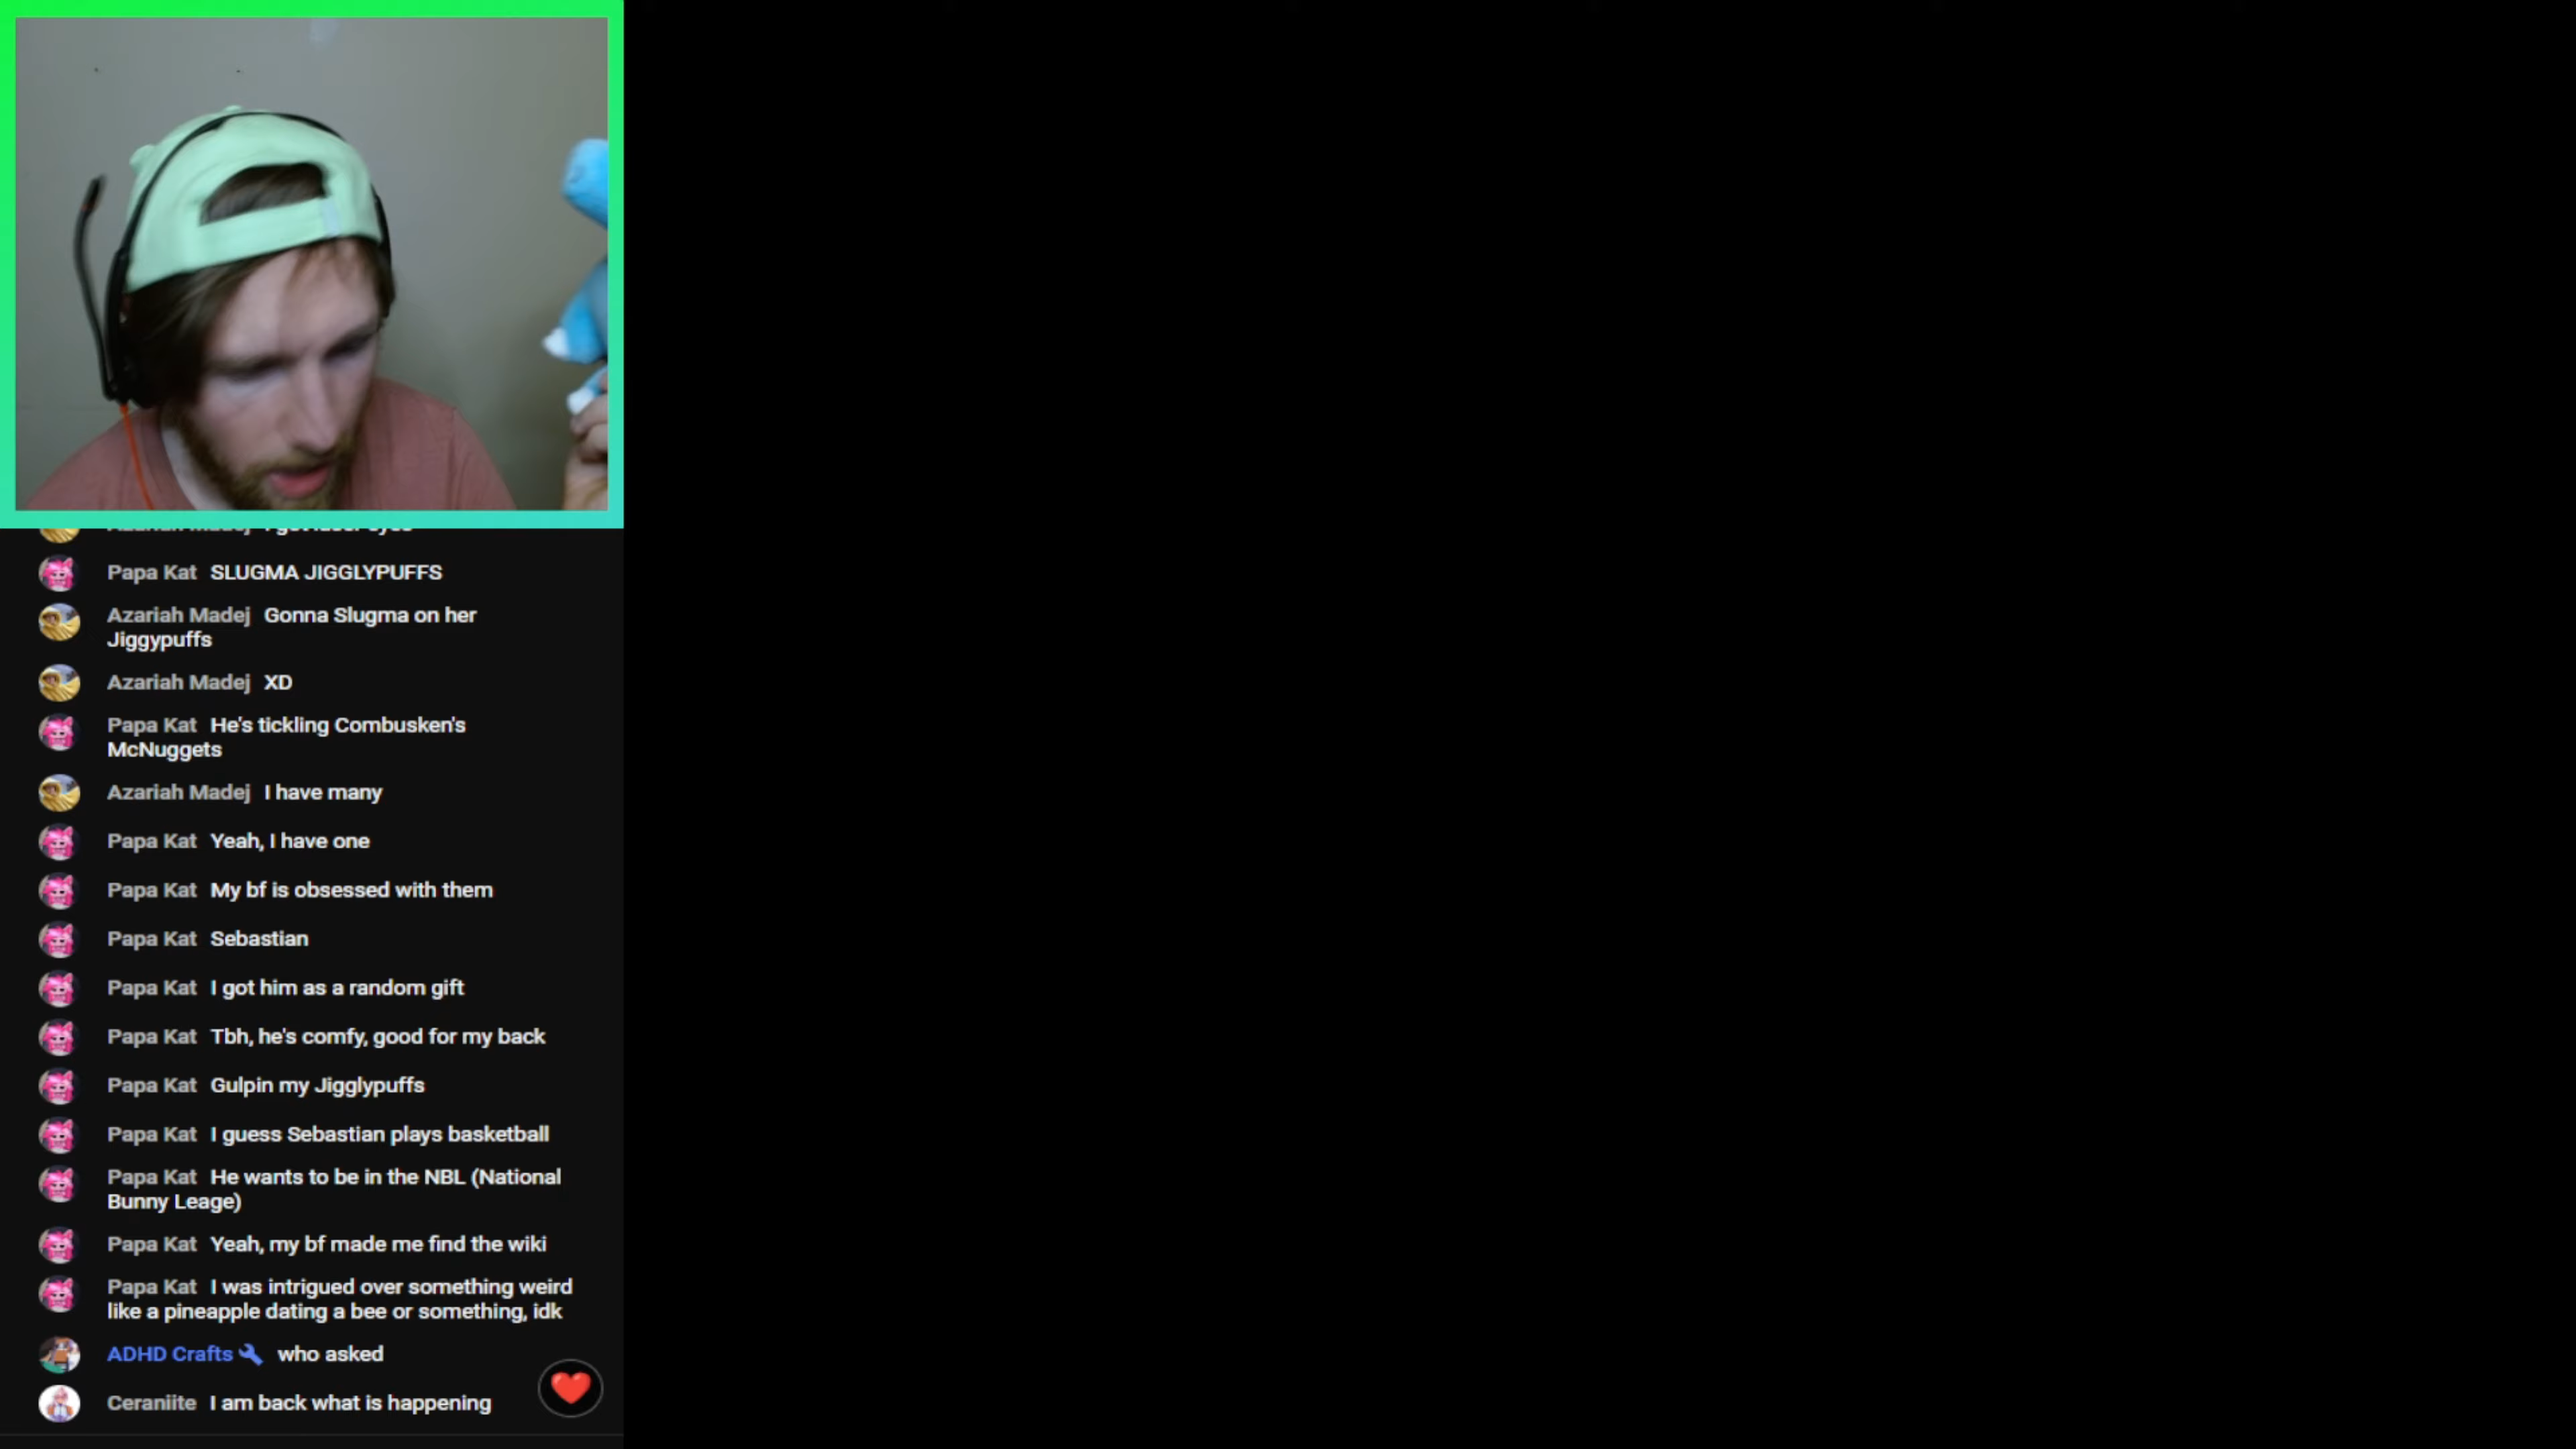 Papa Kat SLUGMA JIGGLYPUFFS
Azariah Madej Gonna Slugma on her
Jiggypuffs
Azariah Madej XD
Papa Kat He's tickling Combusken's
McNuggets
Azariah Madej I have many
Papa Kat Yeah, I have one
Papa Kat My bf is obsessed with them
Papa Kat Sebastian
Papa Kat I got him as a random gift
Papa Kat Tbh, he's comfy, good for my back
Papa Kat Gulpin my Jigglypuffs
Papa Kat I guess Sebastian plays basketball
Papa Kat He wants to be in the NBL (National
Bunny Leage)
Papa Kat Yeah, my bf made me find the wiki
Papa Kat I was intrigued over something weird
like a pineapple dating a bee or something, idk
ADHD Crafts who asked
Ceraniite I am back what is happening